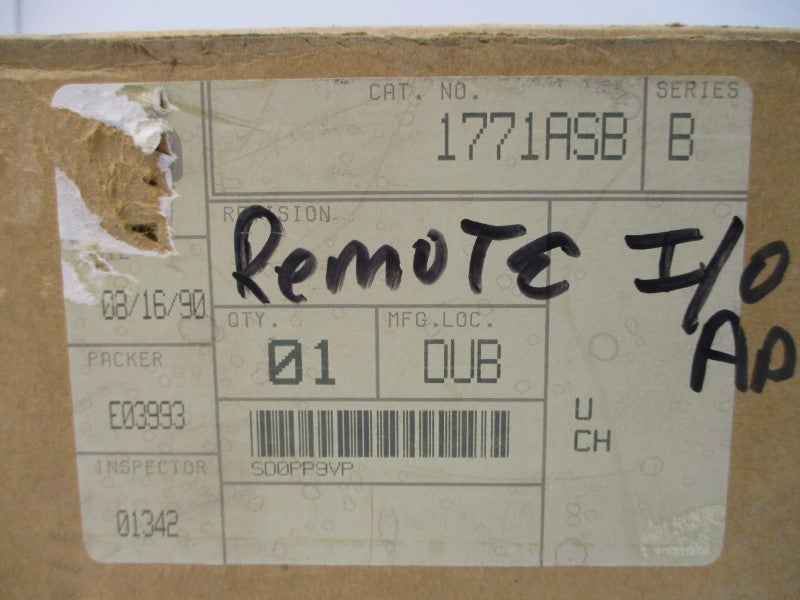 CAT. NO. SERIES
1771ASB B
REVISION
Remote I/O
AD
08/16/90
QTY. MFG.LOC.
01 DUB
PACKER
E03993
U
CH
SD0PP9VP
INSPECTOR
01342